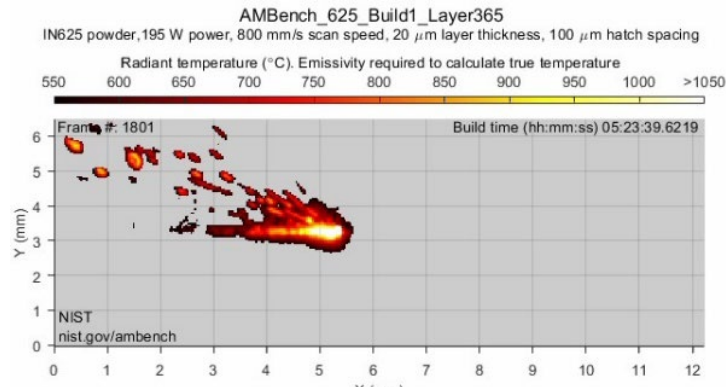 AMBench_625_Build1_Layer365
IN625 powder,195 W power, 800 mm/s scan speed, 20 μm layer thickness, 100 μm hatch spacing
Radiant temperature (°C). Emissivity required to calculate true temperature
550 600 650 700 750 800 850 900 950 1000 >1050
Frame #: 1801 Build time (hh:mm:ss) 05:23:39.6219
6
5
4
3
2
1
0
Y (mm)
NIST
nist.gov/ambench
0 1 2 3 4 5 6 7 8 9 10 11 12